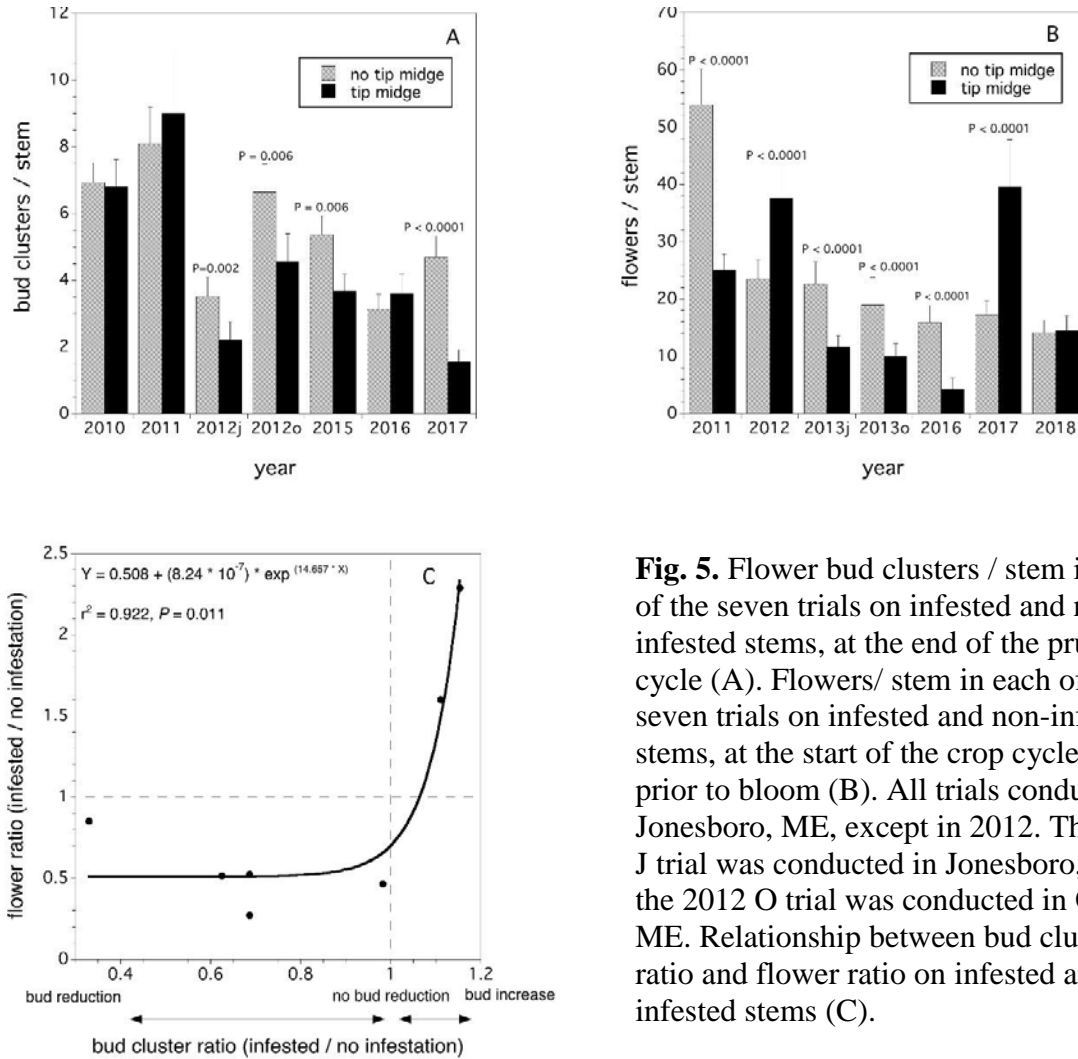 12
10
8
6
4
2
0
bud clusters / stem
A
no tip midge
tip midge
P = 0.006
P = 0.006
P=0.002
P < 0.0001
2010 2011 2012j 2012o 2015 2016 2017
year
70
60
50
40
30
20
10
0
flowers / stem
B
no tip midge
tip midge
P < 0.0001
P < 0.0001
P < 0.0001
P < 0.0001
P < 0.0001
P < 0.0001
2011 2012 2013j 2013o 2016 2017 2018
year
2.5
2
1.5
1
0.5
0
flower ratio (infested / no infestation)
Y = 0.508 + (8.24 * 10^-7) * exp^(14.657 * X)
C
r² = 0.922, P = 0.011
0.4 0.6 0.8 1 1.2
bud reduction no bud reduction bud increase
bud cluster ratio (infested / no infestation)
Fig. 5. Flower bud clusters / stem
of the seven trials on infested and
infested stems, at the end of the
cycle (A). Flowers/ stem in each
seven trials on infested and
stems, at the start of the crop cycle
prior to bloom (B). All trials
Jonesboro, ME, except in 2012.
J trial was conducted in Jonesboro,
the 2012 O trial was conducted in
ME. Relationship between bud
ratio and flower ratio on infested
infested stems (C).